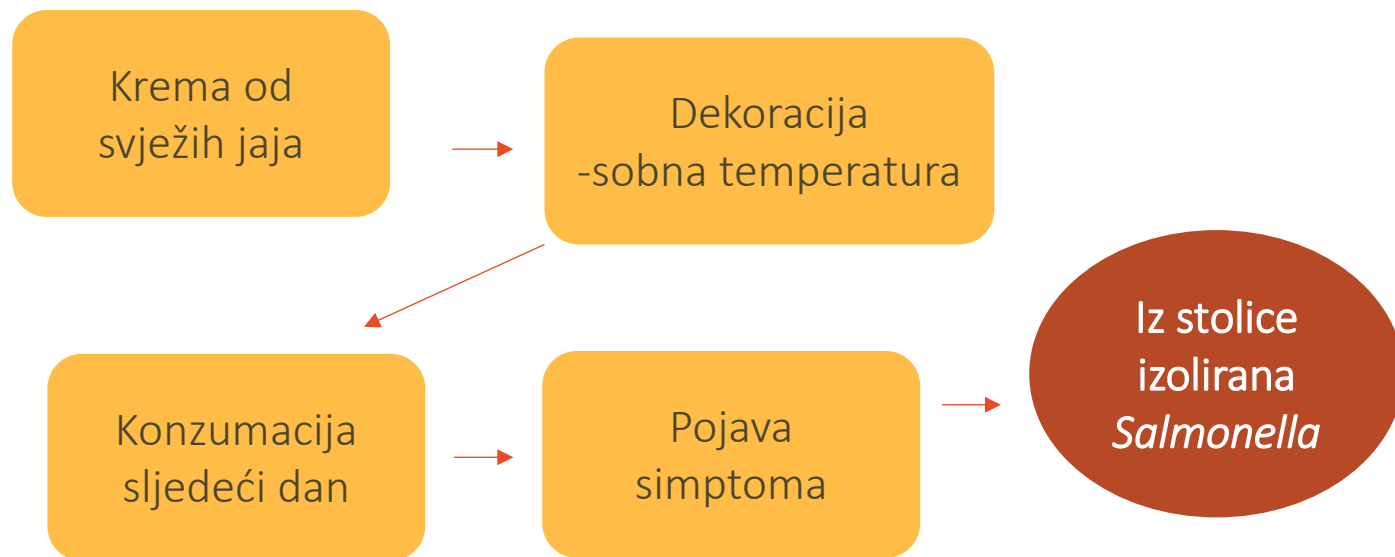 Krema od
svježih jaja
Dekoracija
-sobna temperatura
Konzumacija
sljedeći dan
Pojava
simptoma
Iz stolice
izolirana
Salmonella